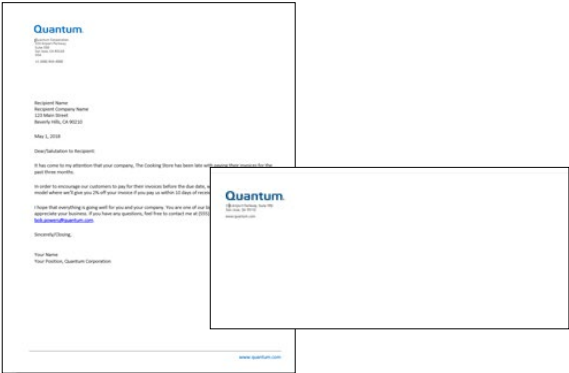 Quantum
Quantum Corporation
+1 (408) 944-4000
Recipient Name
Recipient Company Name
123 Main Street
Beverly Hills, CA 90210
May 1, 2018
Dear/Salutation to Recipient:
It has come to my attention that your company, The Cooking Store has been late with paying their invoices for the
past three months.
In order to encourage our customers to pay for their invoices before the due date,
model where we'll give you 2% off your invoice if you pay us within 10 days of
I hope that everything is going well for you and your company. You are one of our
appreciate your business. If you have any questions, feel free to contact me at
bob.powers@quantum.com
Sincerely/Closing,
Your Name
Your Position, Quantum Corporation
www.quantum.com
Quantum
www.quantum.com